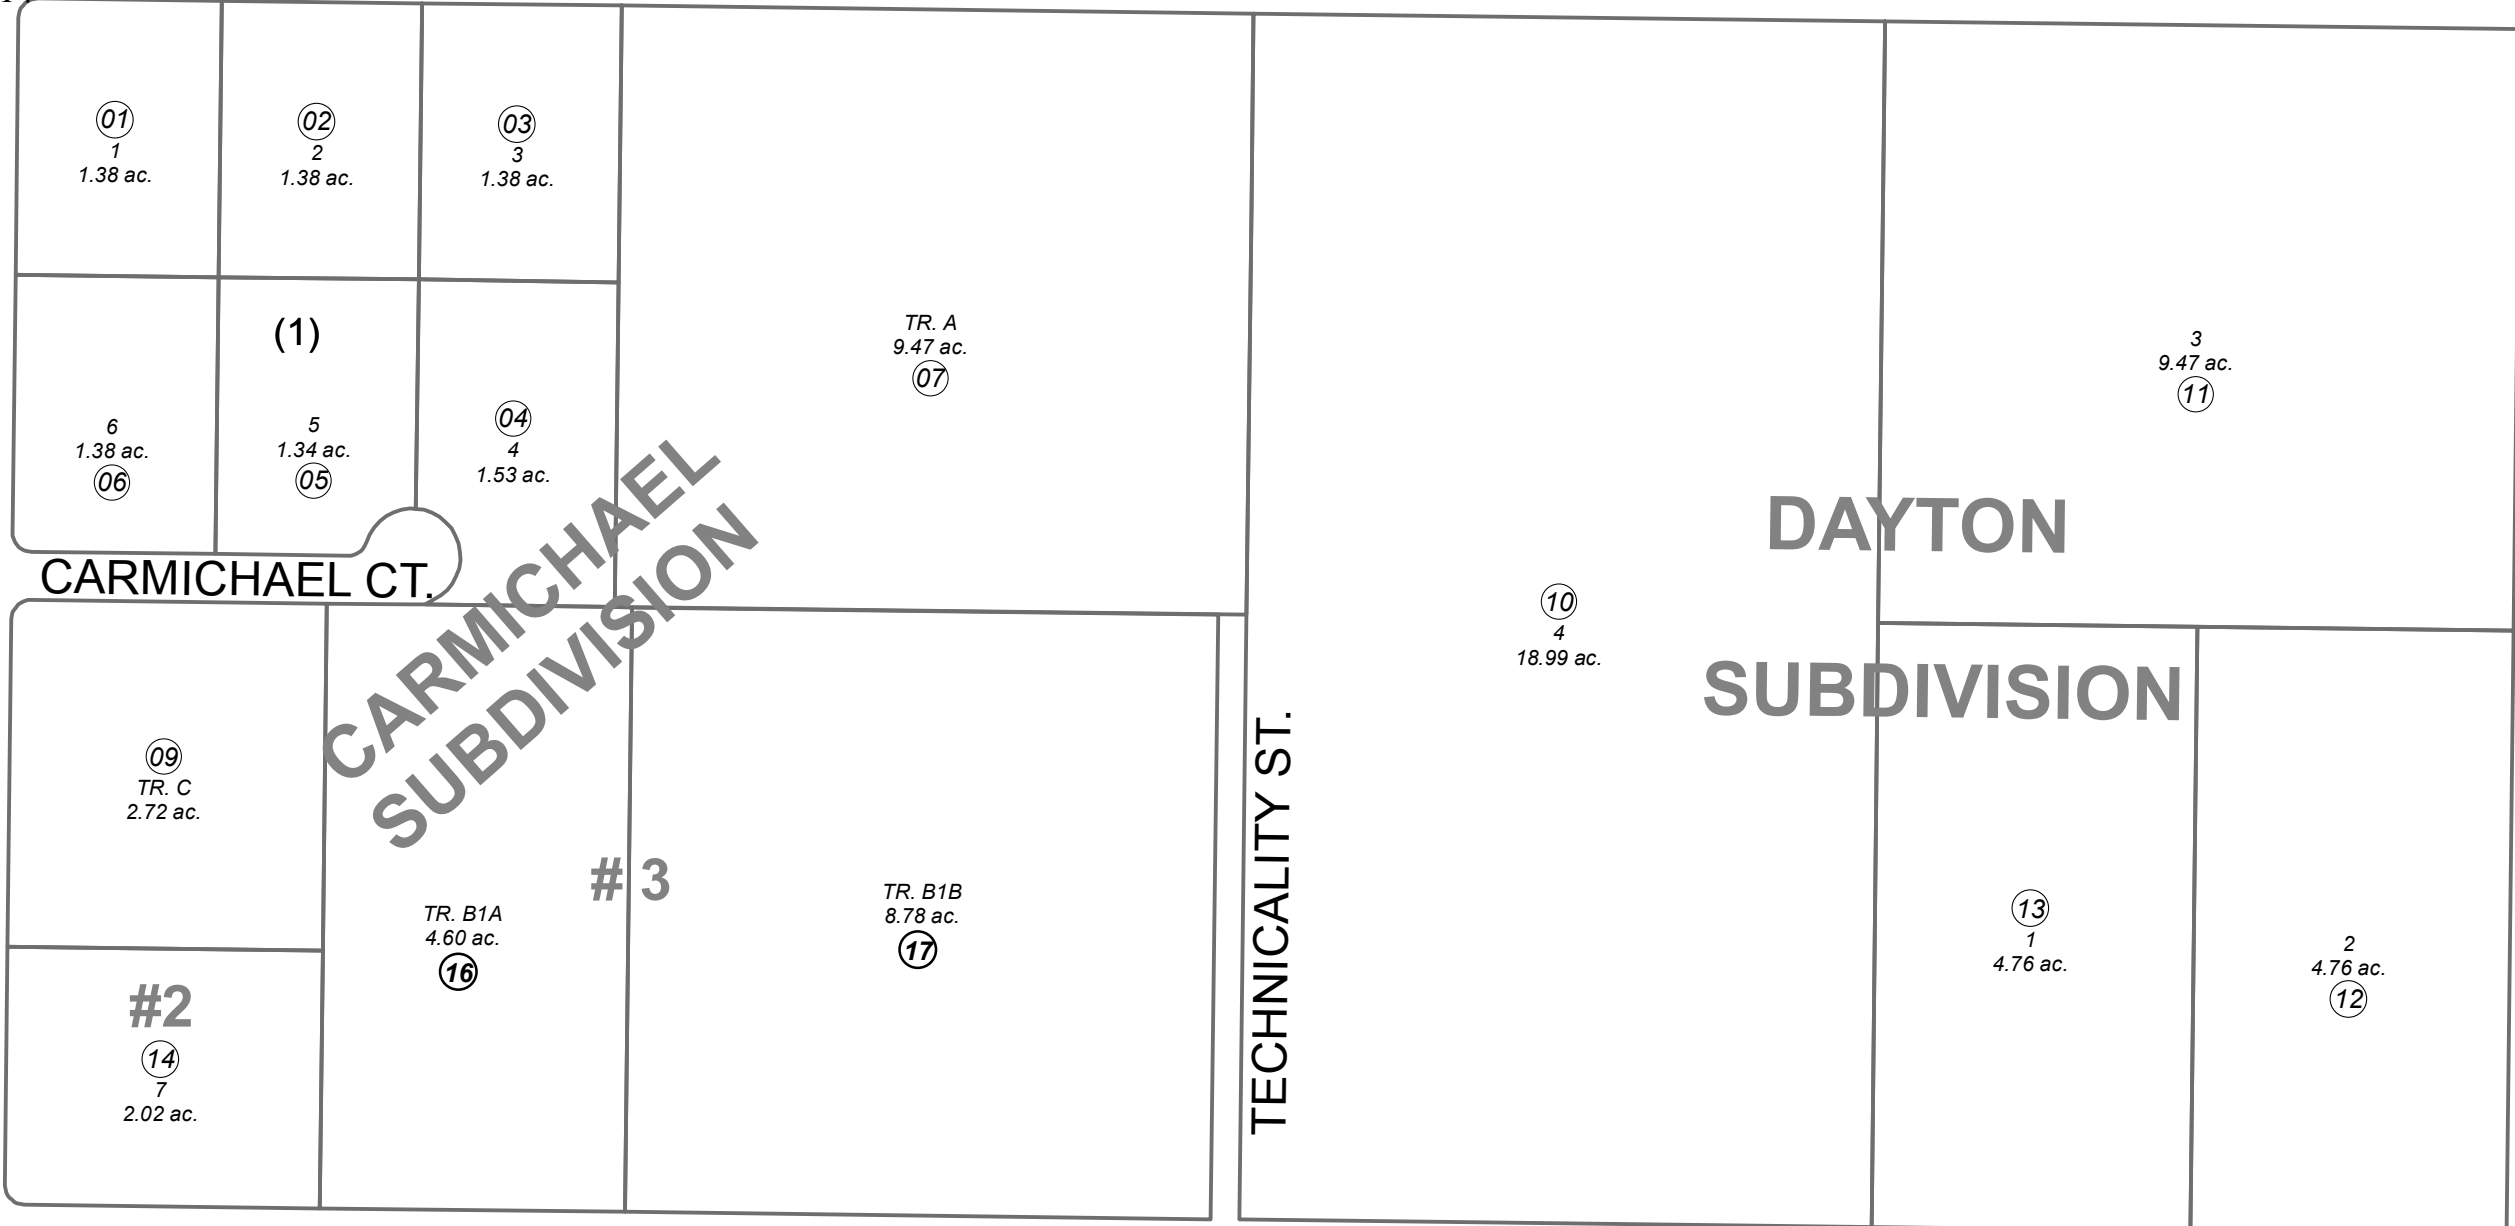 01
1
1.38 ac.
02
2
1.38 ac.
03
3
1.38 ac.
(1)
6
1.38 ac.
06
5
1.34 ac.
05
04
4
1.53 ac.
TR. A
9.47 ac.
07
3
9.47 ac.
11
CARMICHAEL CT.
CARMICHAEL
SUBDIVISION
DAYTON
SUBDIVISION
10
4
18.99 ac.
09
TR. C
2.72 ac.
# 3
TR. B1A
4.60 ac.
16
TR. B1B
8.78 ac.
17
TECHNICALITY ST.
13
1
4.76 ac.
2
4.76 ac.
12
#2
14
7
2.02 ac.